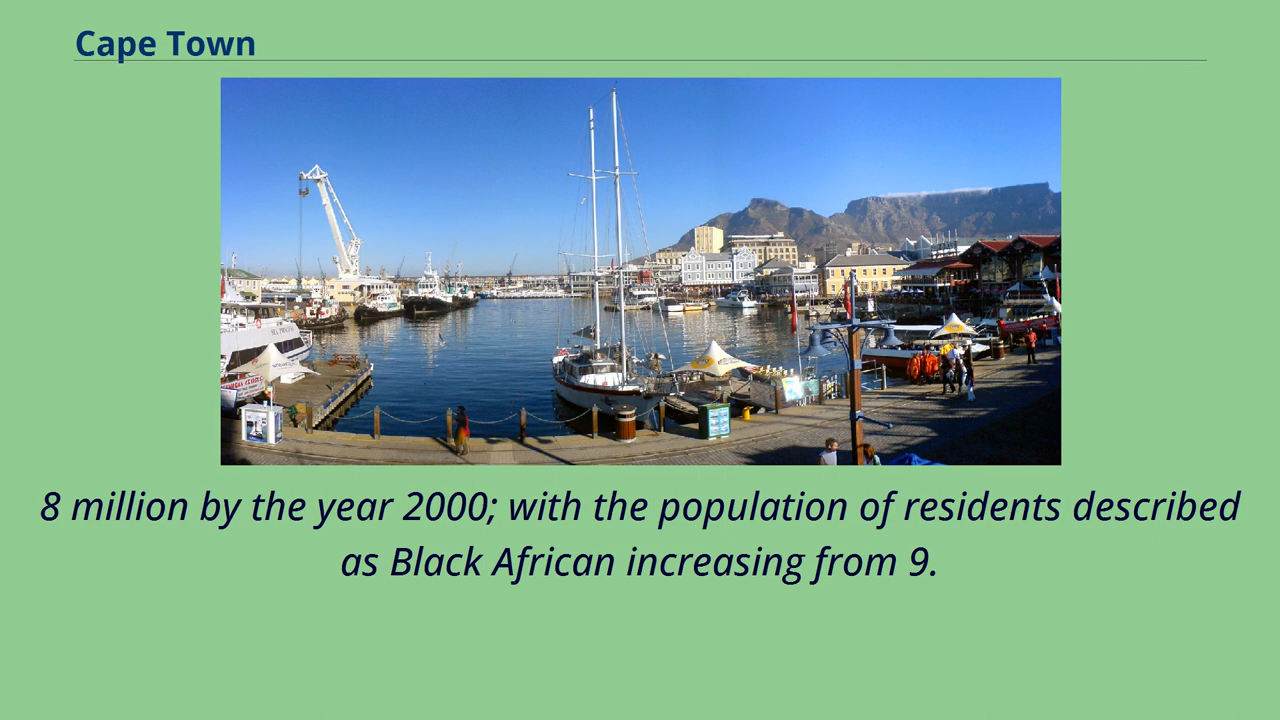 Cape Town
8 million by the year 2000; with the population of residents described
as Black African increasing from 9.